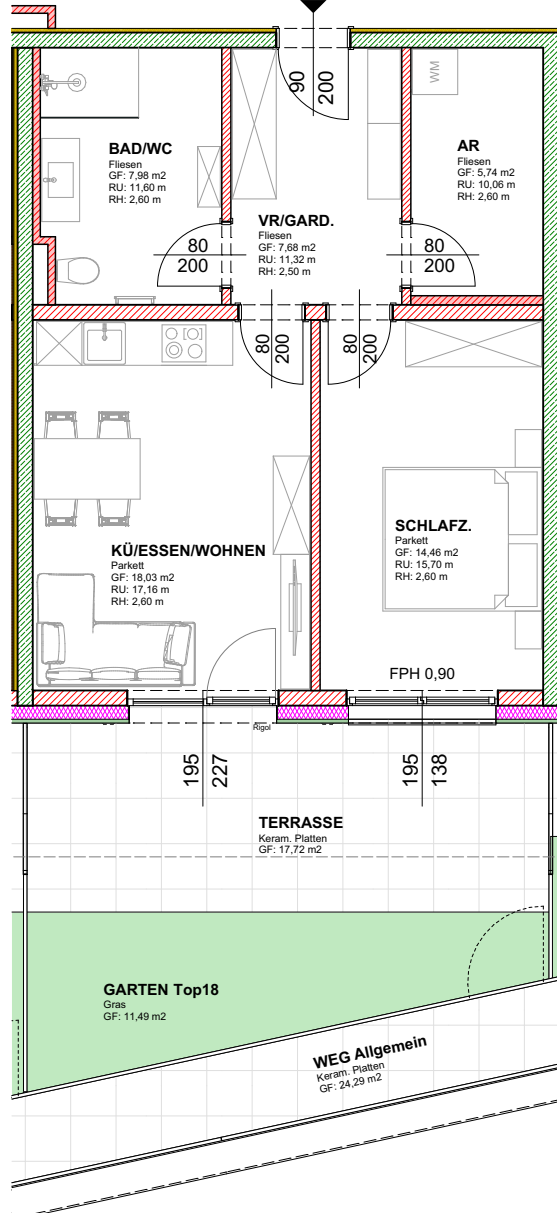 90
200
WM
BAD/WC
Fliesen
GF: 7,98 m2
RU: 11,60 m
RH: 2,60 m
AR
Fliesen
GF: 5,74 m2
RU: 10,06 m
RH: 2,60 m
VR/GARD.
Fliesen
GF: 7,68 m2
RU: 11,32 m
RH: 2,50 m
80
200
80
200
80
200
80
200
KÜ/ESSEN/WOHNEN
Parkett
GF: 18,03 m2
RU: 17,16 m
RH: 2,60 m
SCHLAFZ.
Parkett
GF: 14,46 m2
RU: 15,70 m
RH: 2,60 m
FPH 0,90
Rigol
195
227
195
138
TERRASSE
Keram. Platten
GF: 17,72 m2
GARTEN Top18
Gras
GF: 11,49 m2
WEG Allgemein
Keram. Platten
GF: 24,29 m2